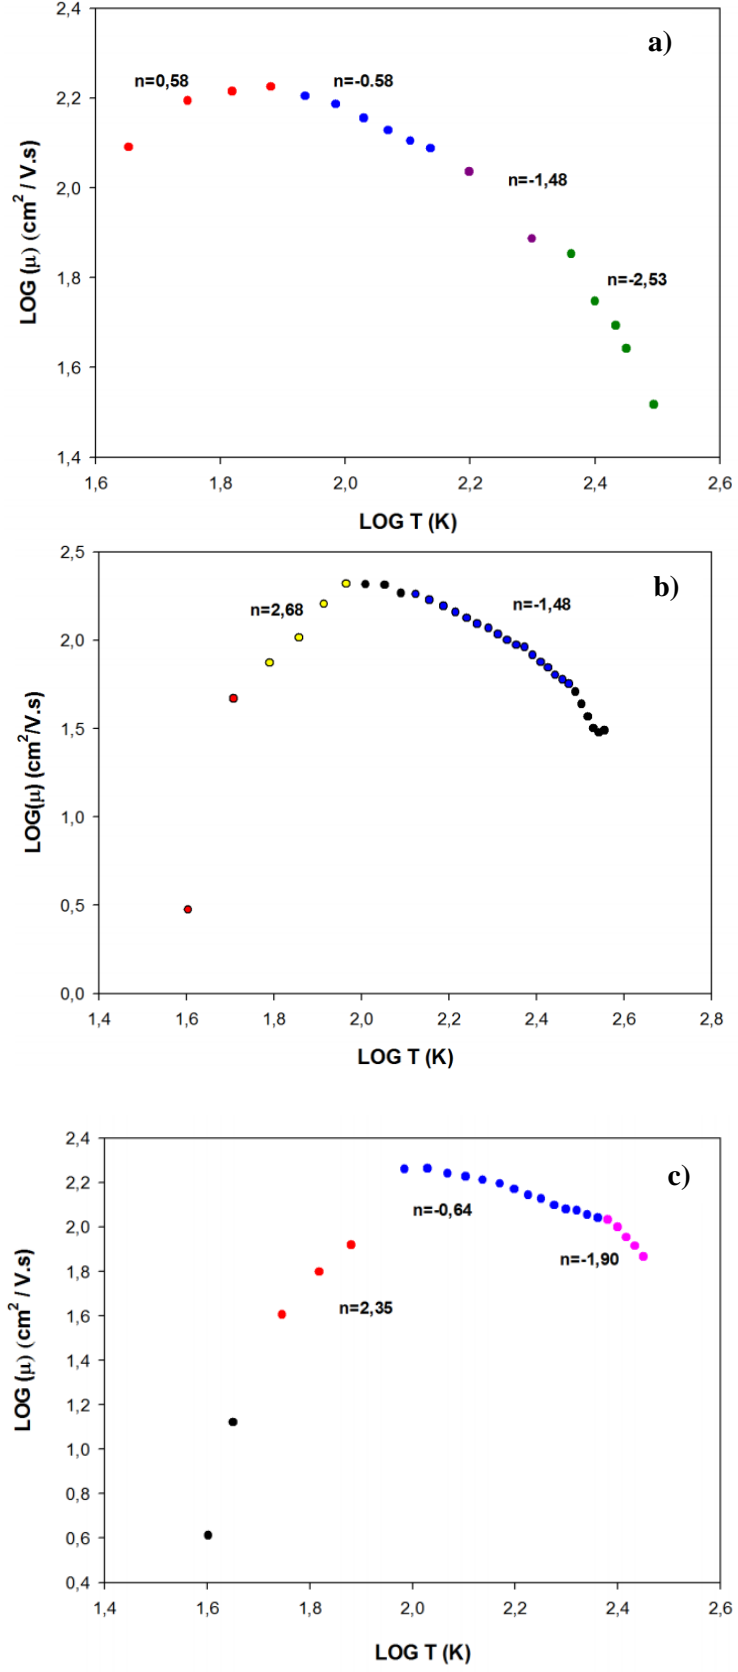 a)
2,4
2,2
2,0
1,8
1,6
1,4
LOG (μ) (cm2 / V.s)
n=0,58
n=-0.58
n=-1,48
n=-2,53
1,6 1,8 2,0 2,2 2,4 2,6
LOG T (K)
b)
2,5
2,0
1,5
1,0
0,5
0,0
LOG(μ) (cm2/V.s)
n=2,68
n=-1,48
1,4 1,6 1,8 2,0 2,2 2,4 2,6 2,8
LOG T (K)
c)
2,4
2,2
2,0
1,8
1,6
1,4
1,2
1,0
0,8
0,6
0,4
LOG (μ) (cm2 / V.s)
n=-0,64
n=-1,90
n=2,35
1,4 1,6 1,8 2,0 2,2 2,4 2,6
LOG T (K)